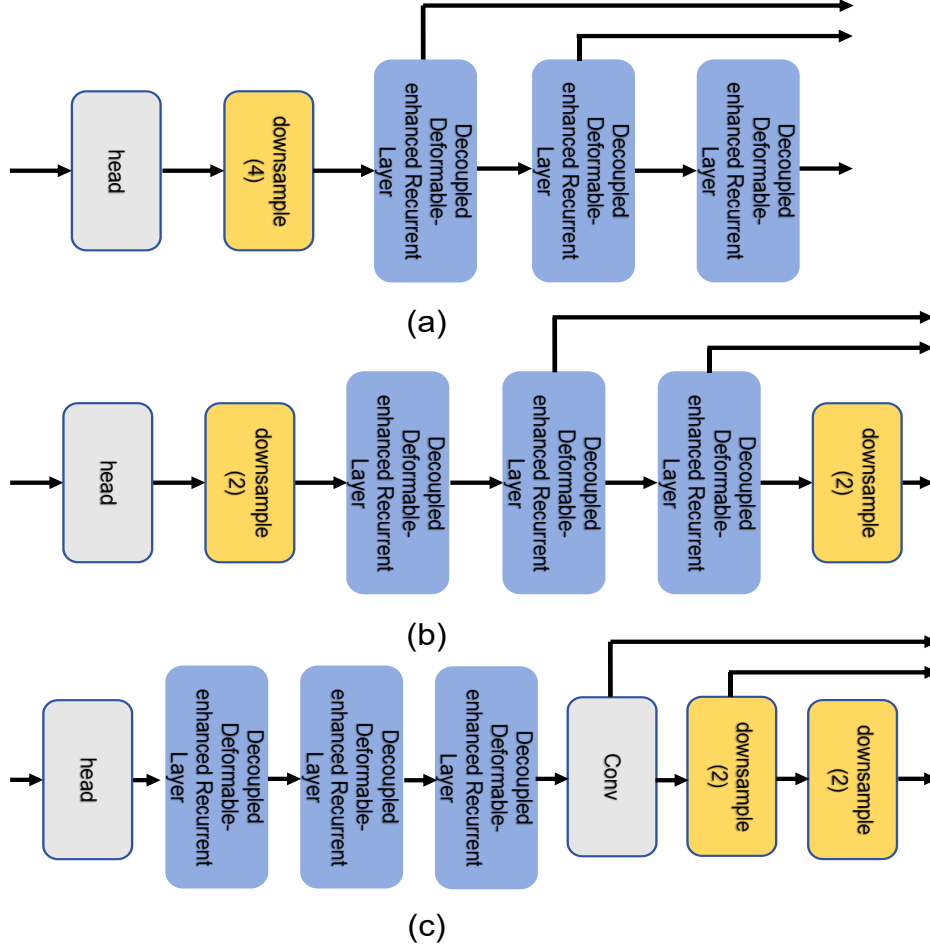 head
downsample
(4)
Decoupled
Deformable-
enhanced Recurrent
Layer
Decoupled
Deformable-
enhanced Recurrent
Layer
Decoupled
Deformable-
enhanced Recurrent
Layer
(a)
head
downsample
(2)
Decoupled
Deformable-
enhanced Recurrent
Layer
Decoupled
Deformable-
enhanced Recurrent
Layer
Decoupled
Deformable-
enhanced Recurrent
Layer
downsample
(2)
(b)
head
Decoupled
Deformable-
enhanced Recurrent
Layer
Decoupled
Deformable-
enhanced Recurrent
Layer
Decoupled
Deformable-
enhanced Recurrent
Layer
Conv
downsample
(2)
downsample
(2)
(c)